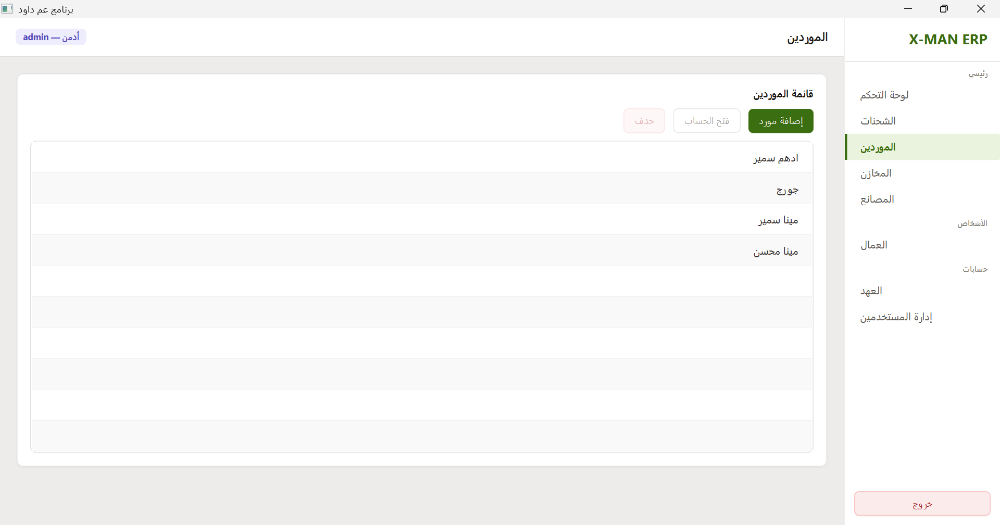 برنامج عم داود
X-MAN ERP
رئيسي
لوحة التحكم
الشحنات
الموردين
المخازن
المصانع
الأشخاص
العمال
حسابات
العهد
إدارة المستخدمين
خروج
الموردين
أدمن — admin
قائمة الموردين
إضافة مورد
فتح الحساب
حذف
ادهم سمير
جورج
مينا سمير
مينا محسن